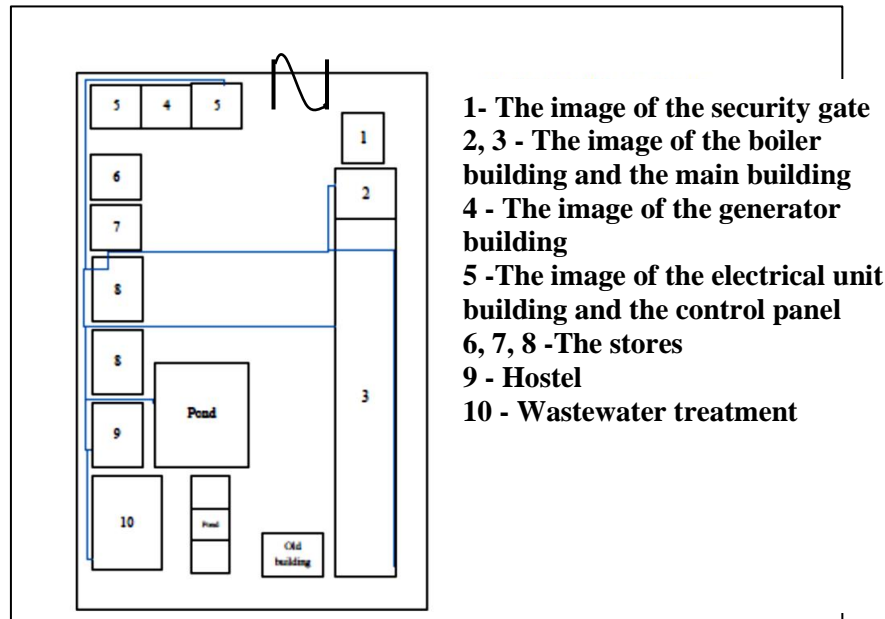 5 4 5
1
6
2
7
8
8
3
Pond
9
10
Pond
Old
building
1- The image of the security gate
2, 3 - The image of the boiler
building and the main building
4 - The image of the generator
building
5 -The image of the electrical unit
building and the control panel
6, 7, 8 -The stores
9 - Hostel
10 - Wastewater treatment